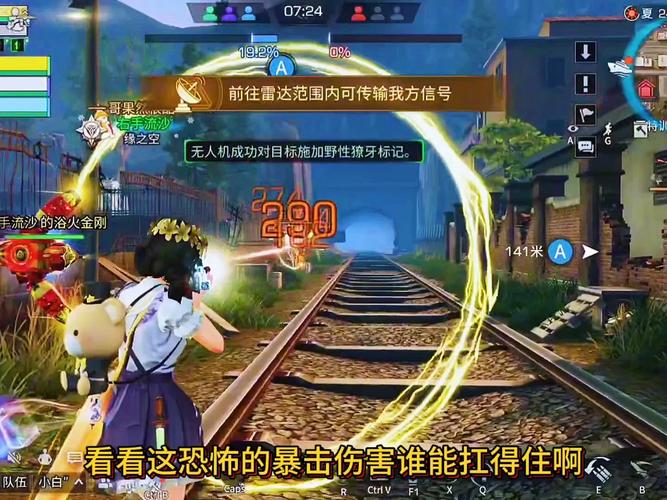 07:24
夏
19.2%
0%
A
前往雷达范围内可传输我方信号
右手流沙
缘之空
无人机成功对目标施加野性獠牙标记。
A
G
特训
手流沙的浴火金刚
141米
A
看看这恐怖的暴击伤害谁能扛得住啊
队伍
小白
Caps
R
Ctrl V
F1
X
Q
E
N
B